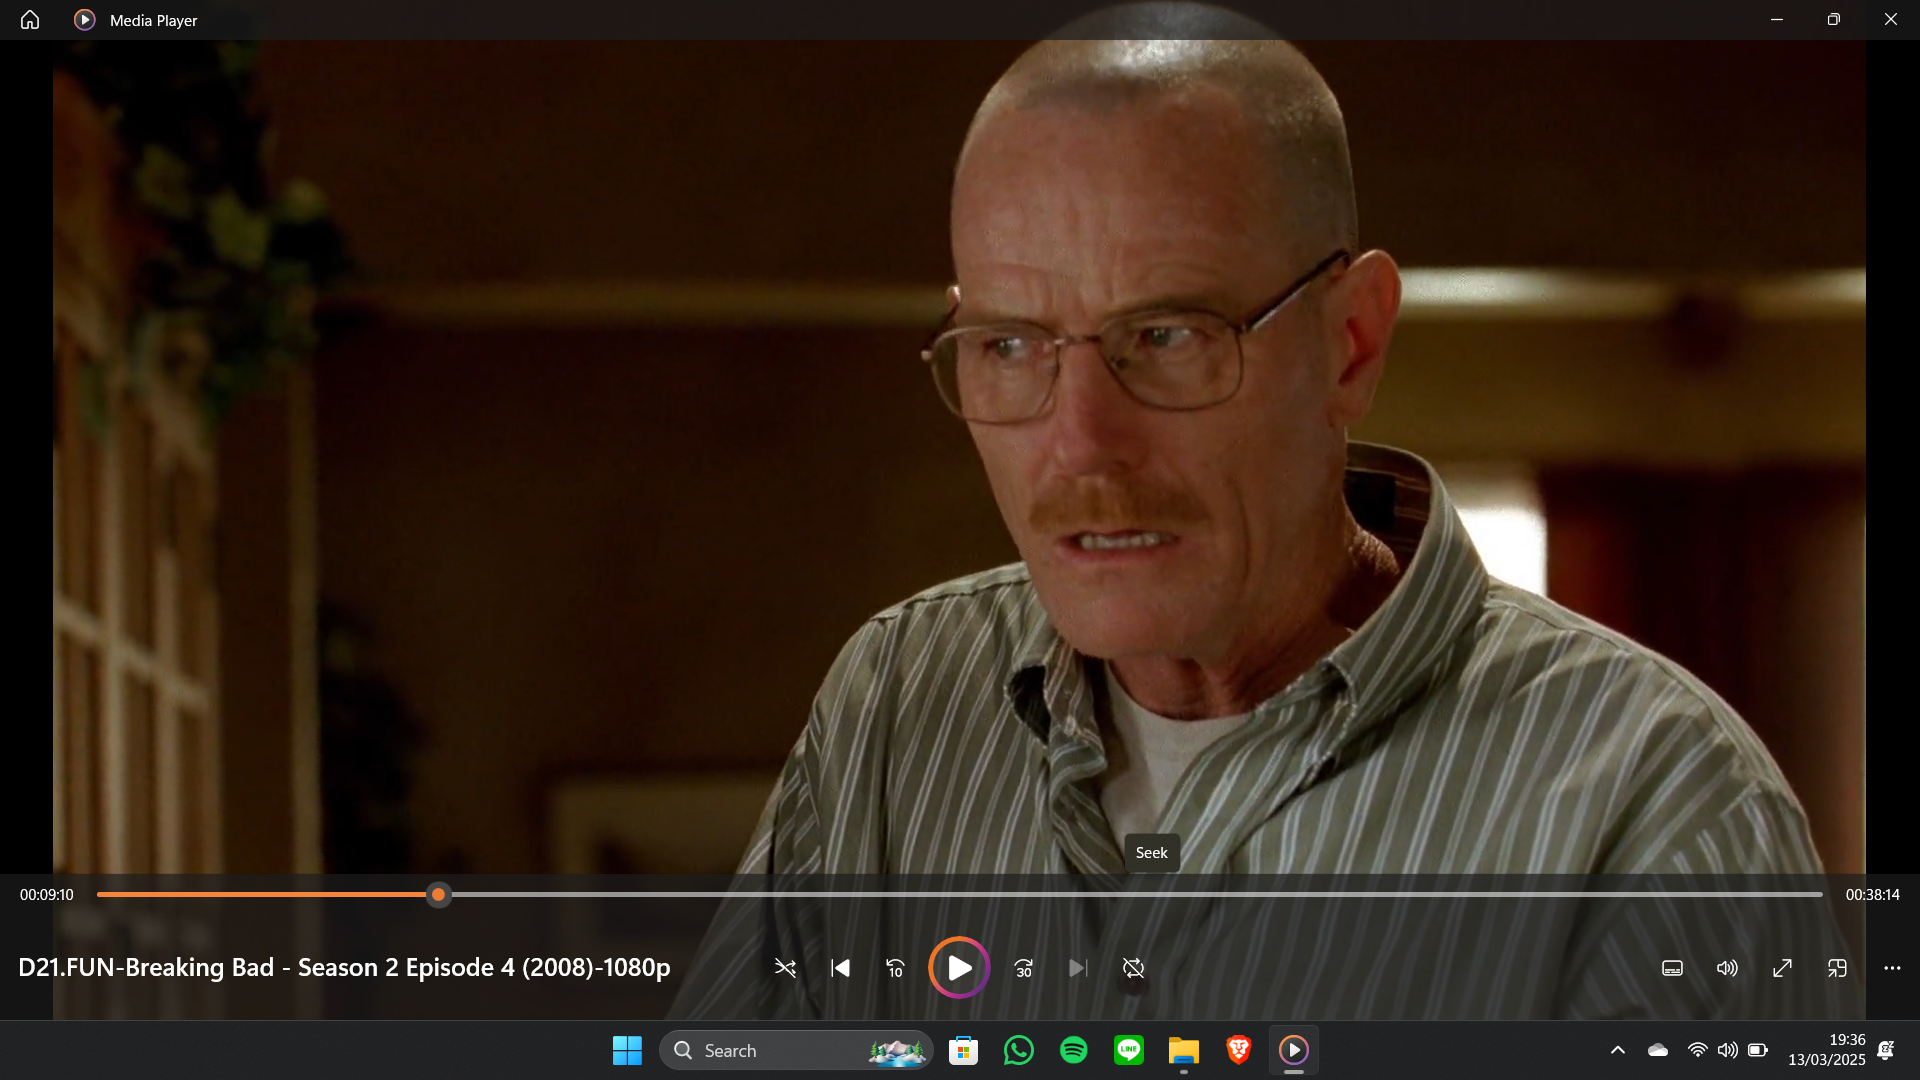 Media Player
Seek
00:09:10
00:38:14
D21.FUN-Breaking Bad - Season 2 Episode 4 (2008)-1080p
10
30
Search
LINE
19:36
13/03/2025